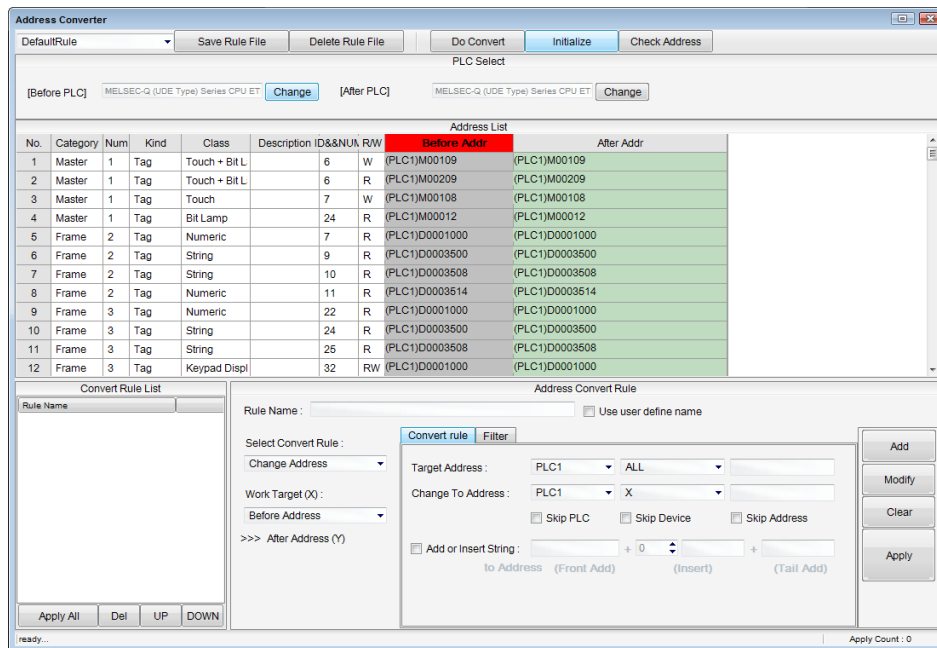 Address Converter
DefaultRule Save Rule File Delete Rule File Do Convert Initialize Check Address
PLC Select
[Before PLC] MELSEC-Q (UDE Type) Series CPU ET Change [After PLC] MELSEC-Q (UDE Type) Series CPU ET Change
Address List
No. Category Num Kind Class Description ID&&NUM R/W Before Addr After Addr
1 Master 1 Tag Touch + Bit L 6 W (PLC1)M00109 (PLC1)M00109
2 Master 1 Tag Touch + Bit L 6 R (PLC1)M00209 (PLC1)M00209
3 Master 1 Tag Touch 7 W (PLC1)M00108 (PLC1)M00108
4 Master 1 Tag Bit Lamp 24 R (PLC1)M00012 (PLC1)M00012
5 Frame 2 Tag Numeric 7 R (PLC1)D0001000 (PLC1)D0001000
6 Frame 2 Tag String 9 R (PLC1)D0003500 (PLC1)D0003500
7 Frame 2 Tag String 10 R (PLC1)D0003508 (PLC1)D0003508
8 Frame 2 Tag Numeric 11 R (PLC1)D0003514 (PLC1)D0003514
9 Frame 3 Tag Numeric 22 R (PLC1)D0001000 (PLC1)D0001000
10 Frame 3 Tag String 24 R (PLC1)D0003500 (PLC1)D0003500
11 Frame 3 Tag String 25 R (PLC1)D0003508 (PLC1)D0003508
12 Frame 3 Tag Keypad Displ 32 RW (PLC1)D0001000 (PLC1)D0001000
Convert Rule List
Rule Name
Apply All Del UP DOWN
Address Convert Rule
Rule Name : Use user define name
Select Convert Rule :
Change Address
Work Target (X) :
Before Address
>>> After Address (Y)
Convert rule Filter
Target Address : PLC1 ALL
Change To Address : PLC1 X
Skip PLC Skip Device Skip Address
Add or Insert String : + 0 +
to Address (Front Add) (Insert) (Tail Add)
Add
Modify
Clear
Apply
ready... Apply Count : 0